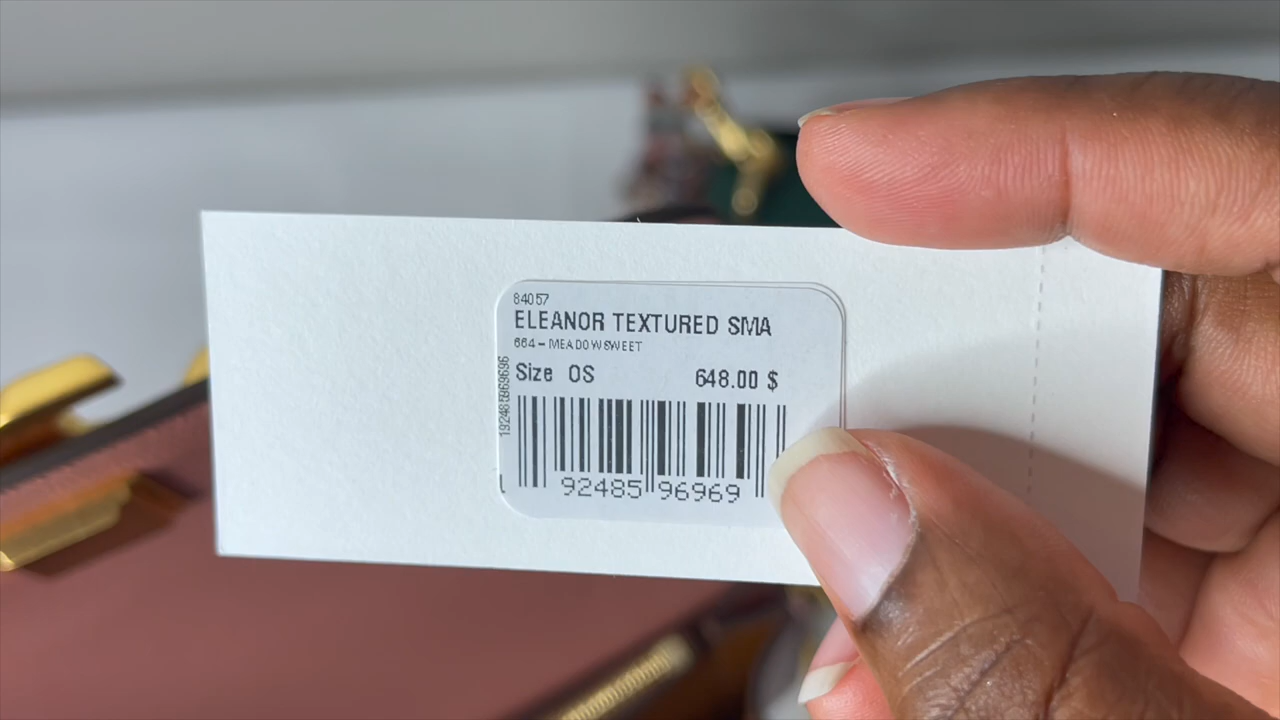 84057
ELEANOR TEXTURED SMA
664 - MEADOWSWEET
Size OS 648.00 $
192485969696
92485 96969